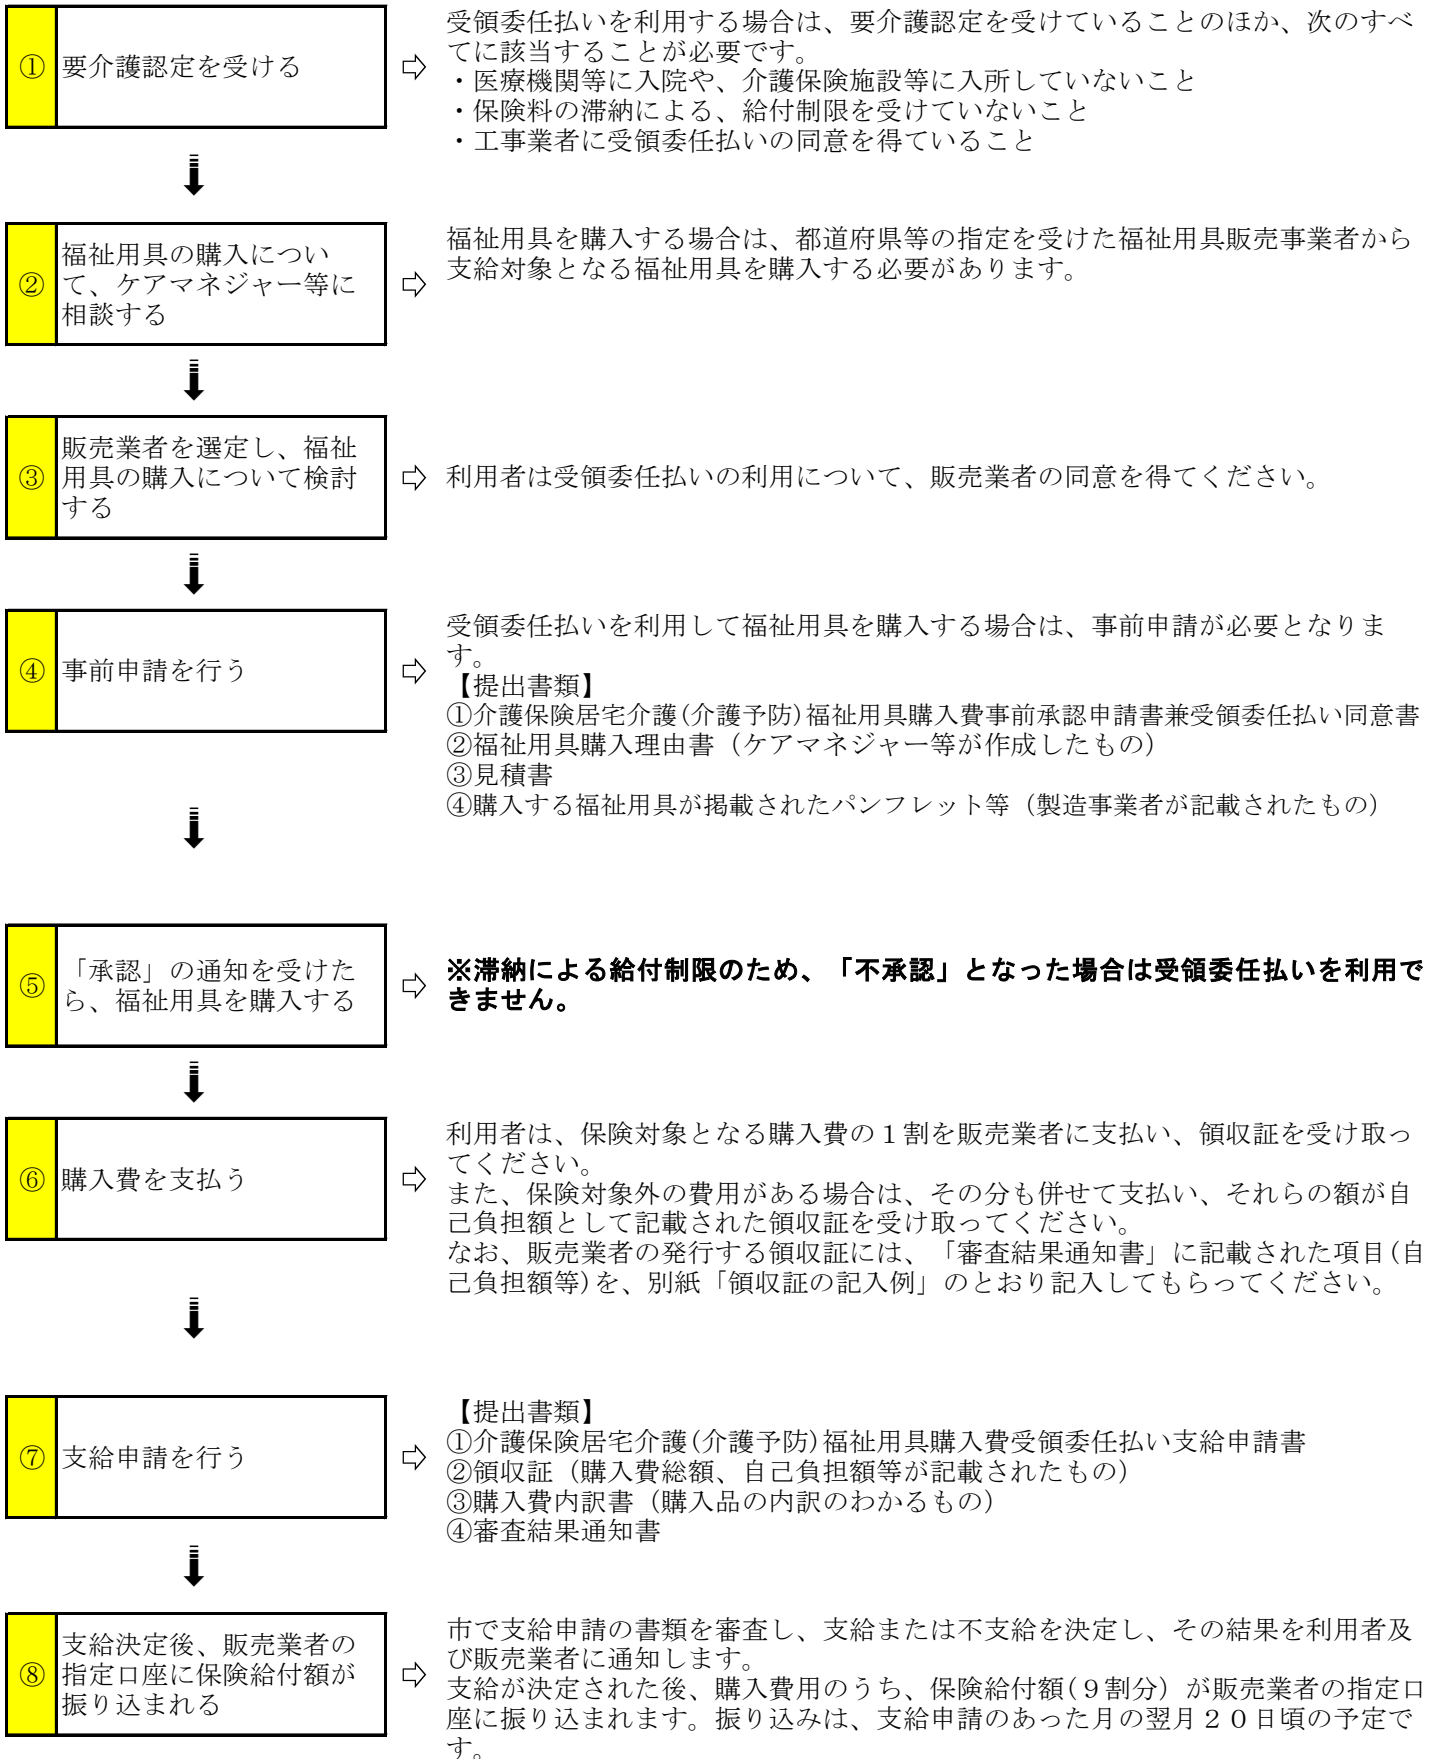 ① 要介護認定を受ける
⇨
受領委任払いを利用する場合は、要介護認定を受けていることのほか、次のすべ
てに該当することが必要です。
・医療機関等に入院や、介護保険施設等に入所していないこと
・保険料の滞納による、給付制限を受けていないこと
・工事業者に受領委任払いの同意を得ていること
②
福祉用具の購入につい
て、ケアマネジャー等に
相談する
⇨
福祉用具を購入する場合は、都道府県等の指定を受けた福祉用具販売事業者から
支給対象となる福祉用具を購入する必要があります。
③
販売業者を選定し、福祉
用具の購入について検討
する
⇨
利用者は受領委任払いの利用について、販売業者の同意を得てください。
④ 事前申請を行う
⇨
受領委任払いを利用して福祉用具を購入する場合は、事前申請が必要となりま
す。
【提出書類】
①介護保険居宅介護(介護予防)福祉用具購入費事前承認申請書兼受領委任払い同意書
②福祉用具購入理由書（ケアマネジャー等が作成したもの）
③見積書
④購入する福祉用具が掲載されたパンフレット等（製造事業者が記載されたもの）
⑤
「承認」の通知を受けた
ら、福祉用具を購入する
⇨
※滞納による給付制限のため、「不承認」となった場合は受領委任払いを利用で
きません。
⑥ 購入費を支払う
⇨
利用者は、保険対象となる購入費の１割を販売業者に支払い、領収証を受け取っ
てください。
また、保険対象外の費用がある場合は、その分も併せて支払い、それらの額が自
己負担額として記載された領収証を受け取ってください。
なお、販売業者の発行する領収証には、「審査結果通知書」に記載された項目(自
己負担額等)を、別紙「領収証の記入例」のとおり記入してもらってください。
⑦ 支給申請を行う
⇨
【提出書類】
①介護保険居宅介護(介護予防)福祉用具購入費受領委任払い支給申請書
②領収証（購入費総額、自己負担額等が記載されたもの）
③購入費内訳書（購入品の内訳のわかるもの）
④審査結果通知書
⑧
支給決定後、販売業者の
指定口座に保険給付額が
振り込まれる
⇨
市で支給申請の書類を審査し、支給または不支給を決定し、その結果を利用者及
び販売業者に通知します。
支給が決定された後、購入費用のうち、保険給付額(９割分）が販売業者の指定口
座に振り込まれます。振り込みは、支給申請のあった月の翌月２０日頃の予定で
す。